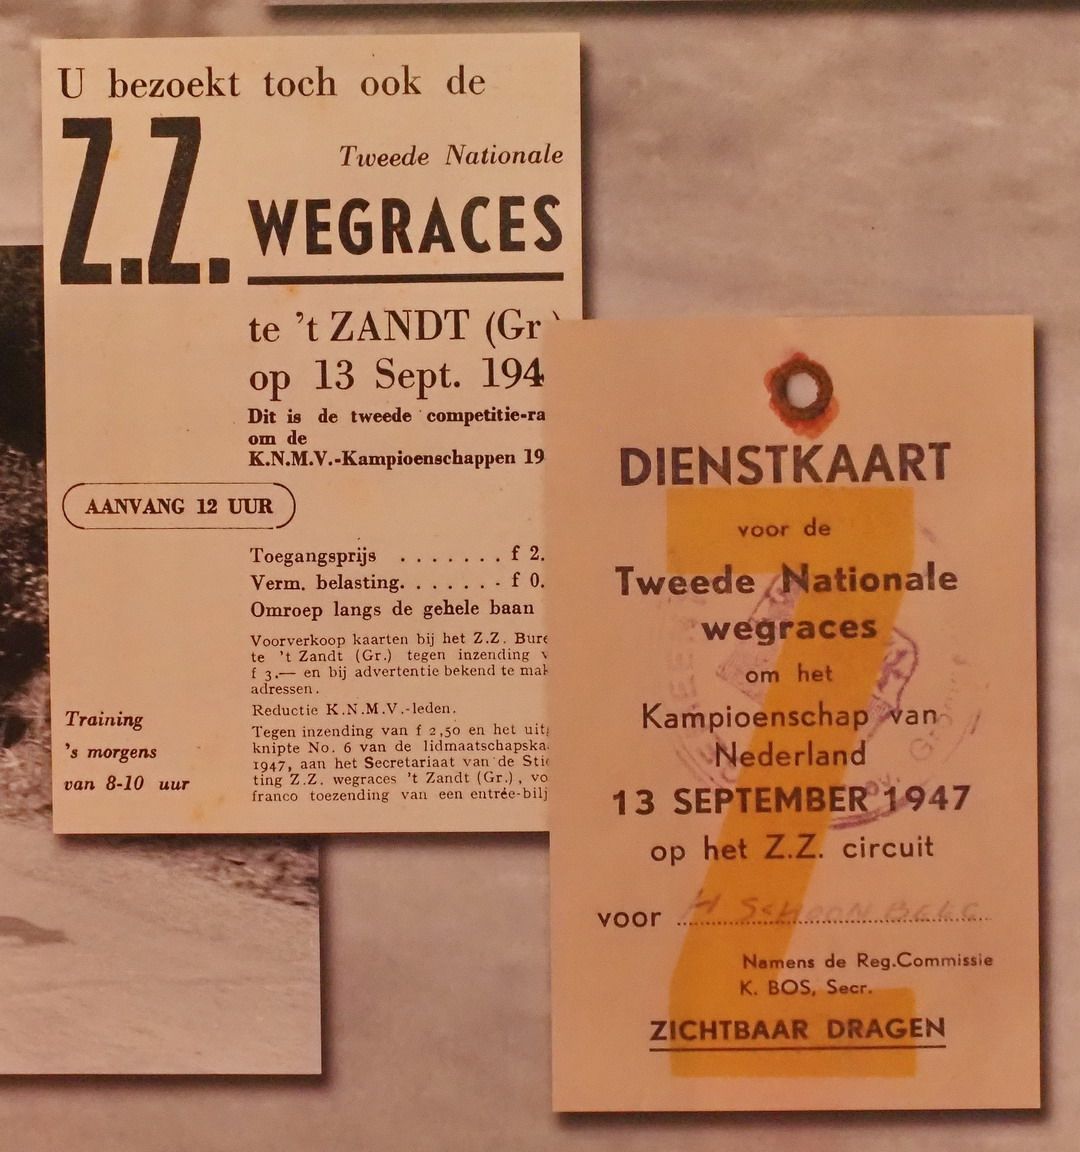 U bezoekt toch ook de
Z.Z.
Tweede Nationale
WEGRACES
te 't ZANDT (Gr
op 13 Sept. 194
Dit is de tweede competitie-ra
om de
K.N.M.V.-Kampioenschappen 19
AANVANG 12 UUR
Toegangsprijs . . . . . . . f 2.
Verm. belasting. . . . . . . f 0.
Omroep langs de gehele baan
Voorverkoop kaarten bij het Z.Z. Bure
te 't Zandt (Gr.) tegen inzending v
f 3.— en bij advertentie bekend te mak
adressen.
Reductie K.N.M.V.-leden.
Tegen inzending van f 2,50 en het uitg
knipte No. 6 van de lidmaatschapska
1947, aan het Secretariaat van de Stic
ting Z.Z. wegraces 't Zandt (Gr.), vo
franco toezending van een entrée-bilj
Training
's morgens
van 8-10 uur
DIENSTKAART
voor de
Tweede Nationale
wegraces
om het
Kampioenschap van
Nederland
13 SEPTEMBER 1947
op het Z.Z. circuit
voor H SCHOONBEEG
Namens de Reg.Commissie
K. BOS, Secr.
ZICHTBAAR DRAGEN
Z